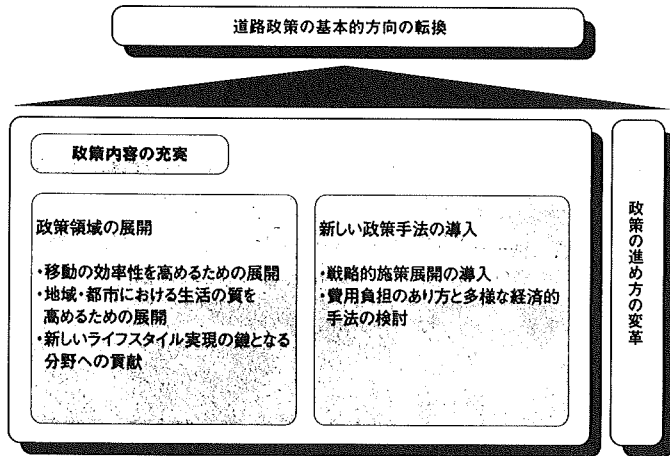 道路政策の基本的方向の転換
政策内容の充実
政策領域の展開
・移動の効率性を高めるための展開
・地域・都市における生活の質を
高めるための展開
・新しいライフスタイル実現の鍵となる
分野への貢献
新しい政策手法の導入
・戦略的施策展開の導入
・費用負担のあり方と多様な経済的
手法の検討
政策の進め方の変革